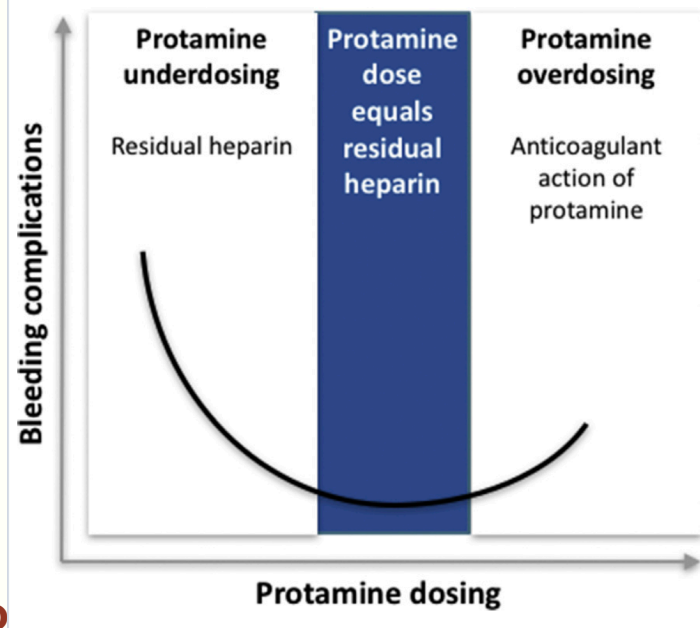 Protamine
underdosing
Residual heparin
Protamine
dose
equals
residual
heparin
Protamine
overdosing
Anticoagulant
action of
protamine
Bleeding complications
Protamine dosing